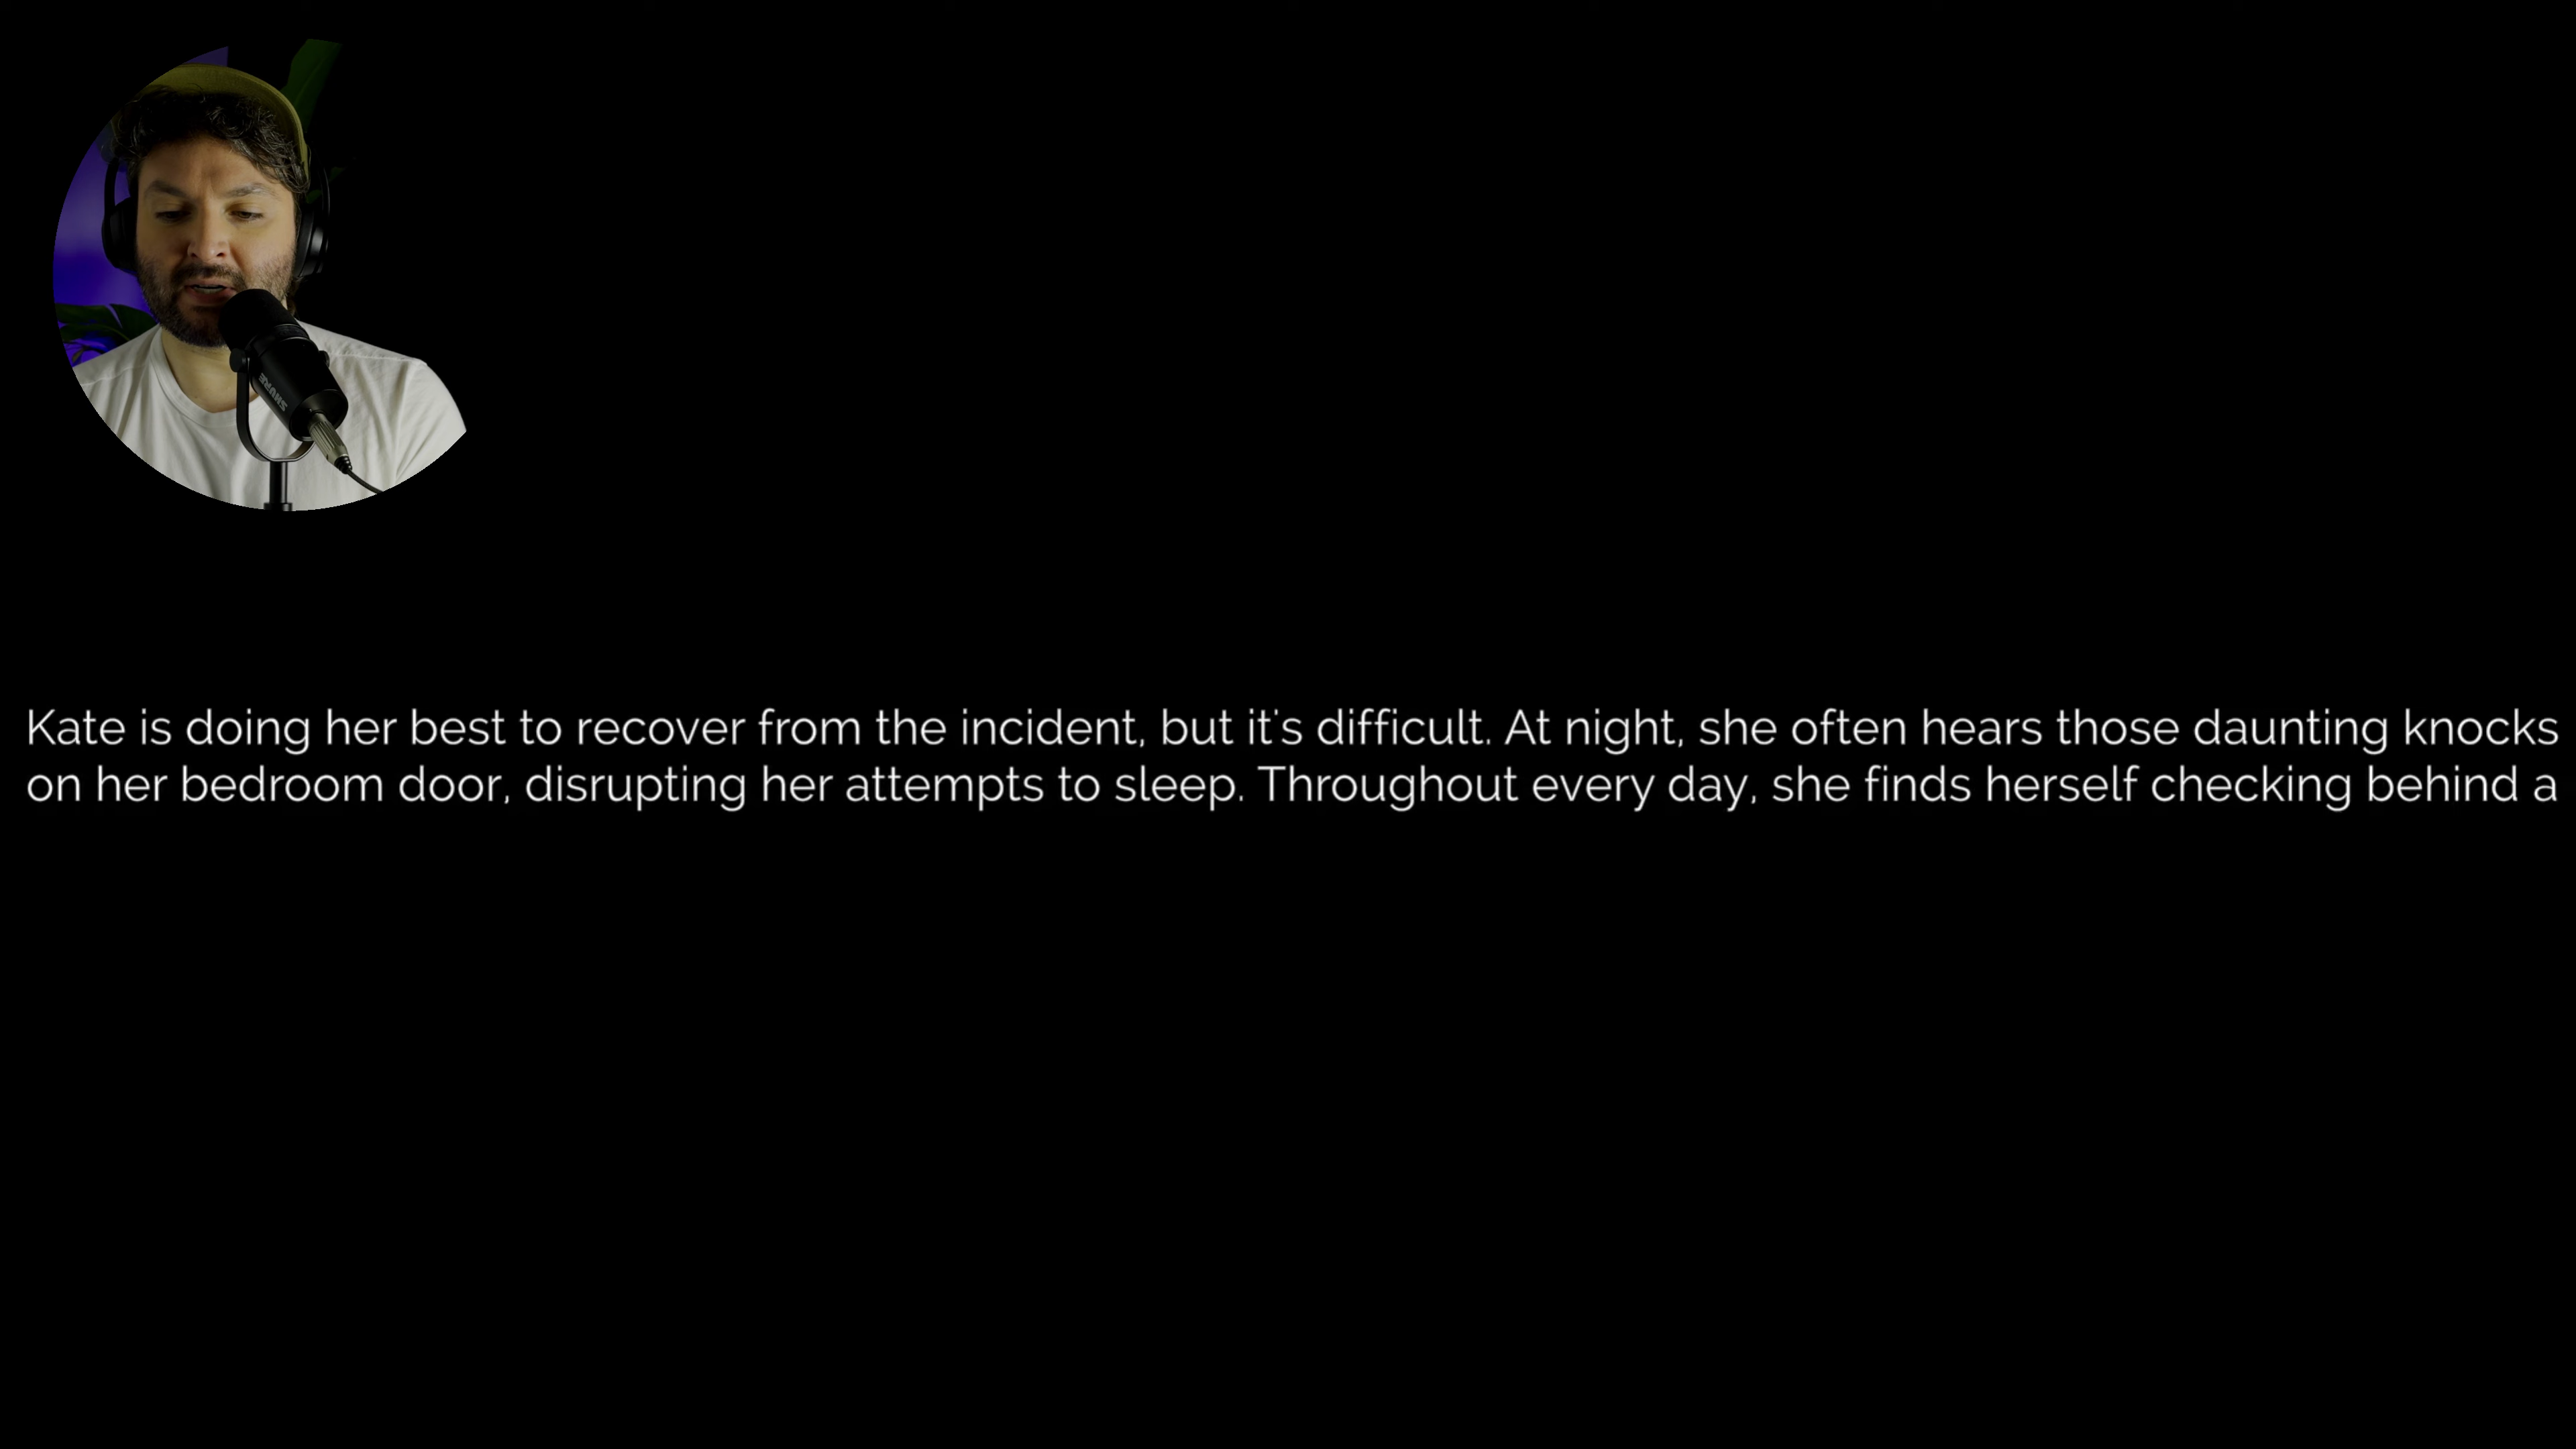 Kate is doing her best to recover from the incident, but it's difficult. At night, she often hears those daunting knocks
on her bedroom door, disrupting her attempts to sleep. Throughout every day, she finds herself checking behind a
SHURE